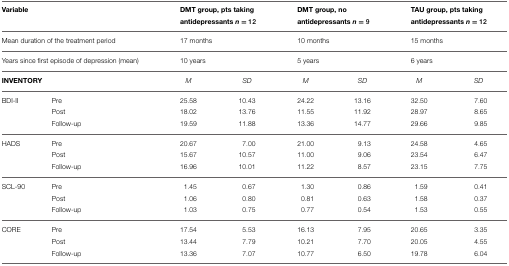 Variable DMT group, pts taking DMT group, no TAU group, pts taking
antidepressants n = 12 antidepressants n = 9 antidepressants n = 12
Mean duration of the treatment period 17 months 10 months 15 months
Years since first episode of depression (mean) 10 years 5 years 6 years
INVENTORY M SD M SD M SD
BDI-II Pre 25.58 10.43 24.22 13.16 32.50 7.60
Post 18.02 13.76 11.55 11.92 28.97 8.65
Follow-up 19.59 11.88 13.36 14.77 29.66 9.85
HADS Pre 20.67 7.00 21.00 9.13 24.58 4.65
Post 15.67 10.57 11.00 9.06 23.54 6.47
Follow-up 16.96 10.01 11.22 8.57 23.15 7.75
SCL-90 Pre 1.45 0.67 1.30 0.86 1.59 0.41
Post 1.06 0.80 0.81 0.63 1.58 0.37
Follow-up 1.03 0.75 0.77 0.54 1.53 0.55
CORE Pre 17.54 5.53 16.13 7.95 20.65 3.35
Post 13.44 7.79 10.21 7.70 20.05 4.55
Follow-up 13.36 7.07 10.77 6.50 19.78 6.04